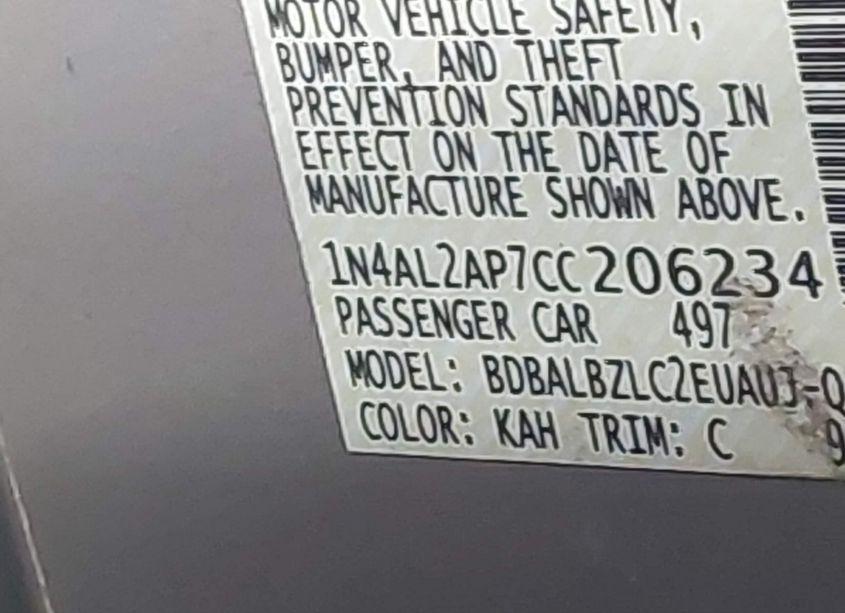 MOTOR VEHICLE SAFETY,
BUMPER, AND THEFT
PREVENTION STANDARDS IN
EFFECT ON THE DATE OF
MANUFACTURE SHOWN ABOVE.
1N4AL2AP7CC206234
PASSENGER CAR 497
MODEL: BDBALBZLC2EUAUJ-Q
COLOR: KAH TRIM: C 9